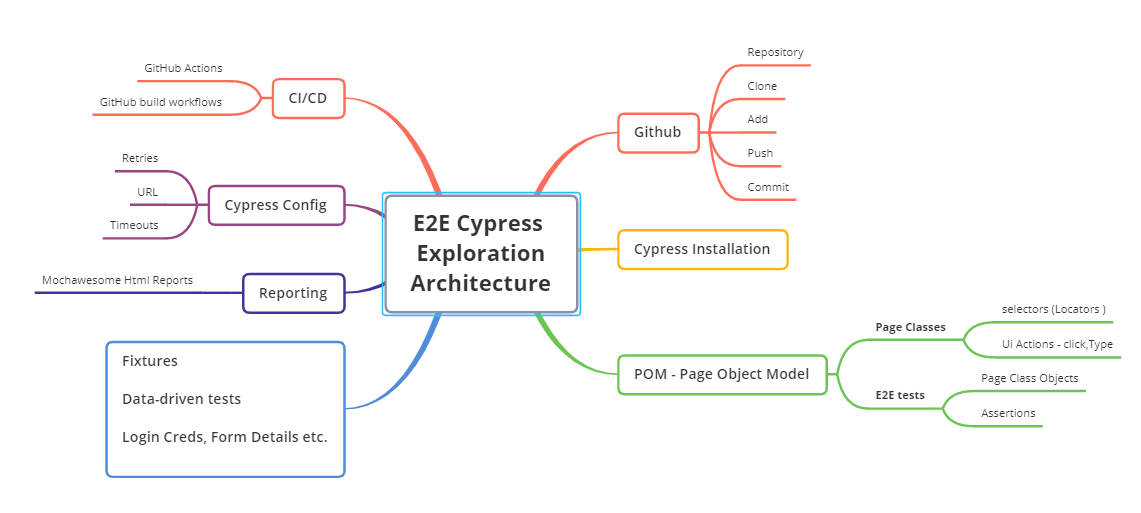 E2E Cypress
Exploration
Architecture
CI/CD
GitHub Actions
GitHub build workflows
Cypress Config
Retries
URL
Timeouts
Reporting
Mochawesome Html Reports
Fixtures
Data-driven tests
Login Creds, Form Details etc.
Github
Repository
Clone
Add
Push
Commit
Cypress Installation
POM - Page Object Model
Page Classes
selectors (Locators )
Ui Actions - click,Type
E2E tests
Page Class Objects
Assertions